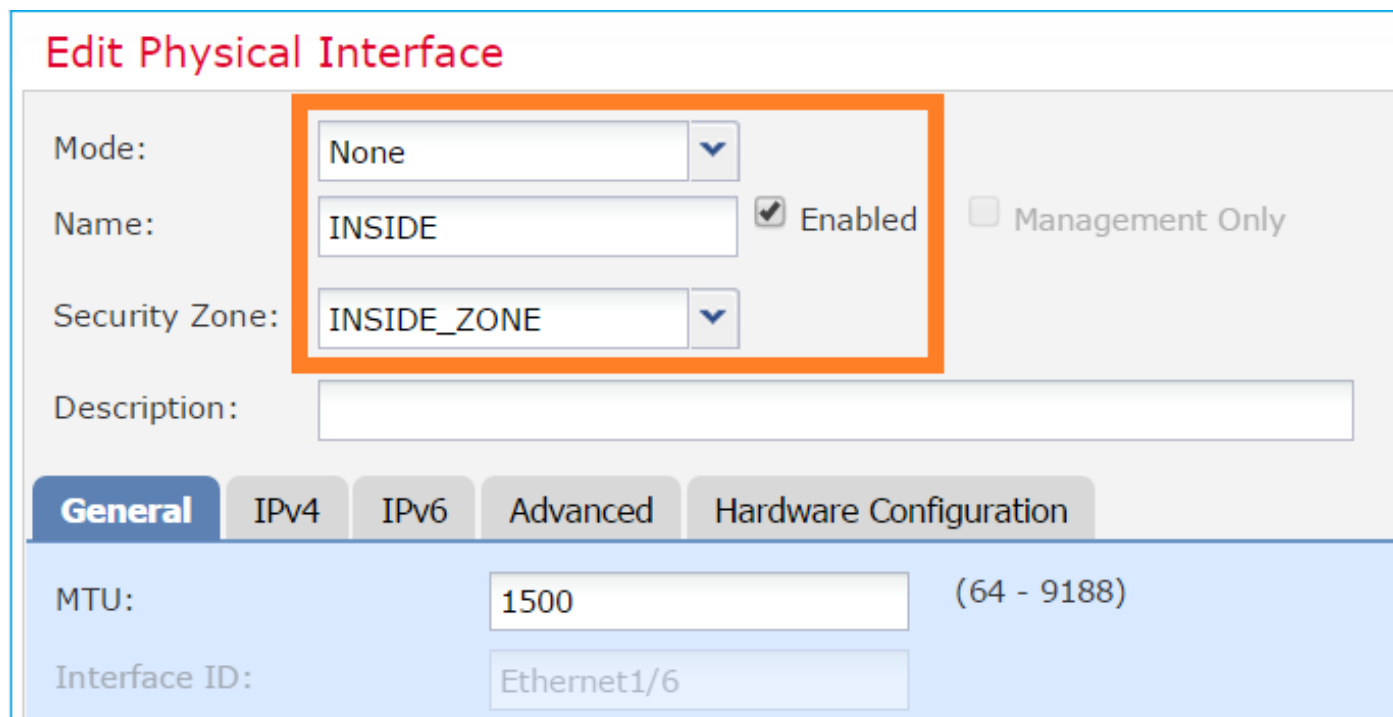 Edit Physical Interface
Mode: None
Name: INSIDE Enabled Management Only
Security Zone: INSIDE_ZONE
Description:
General IPv4 IPv6 Advanced Hardware Configuration
MTU: 1500 (64 - 9188)
Interface ID: Ethernet1/6